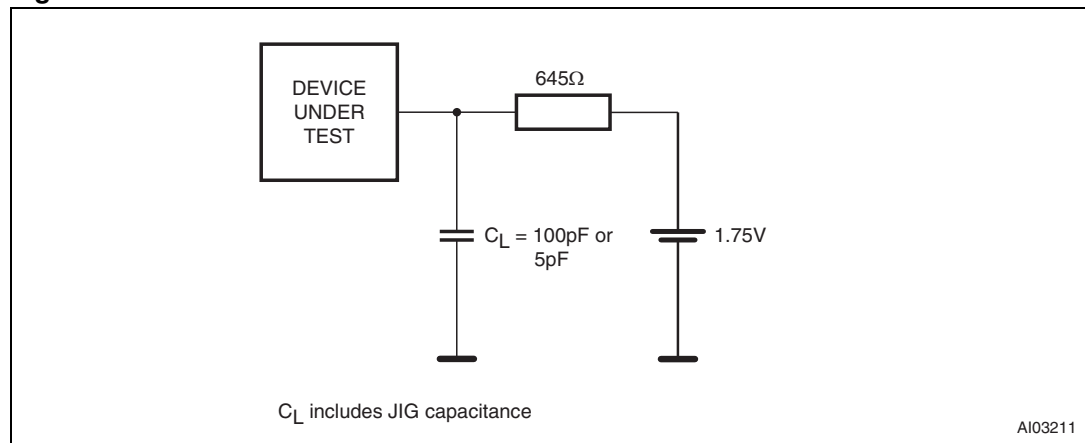 DEVICE
UNDER
TEST
645Ω
CL = 100pF or
5pF
1.75V
CL includes JIG capacitance
AI03211